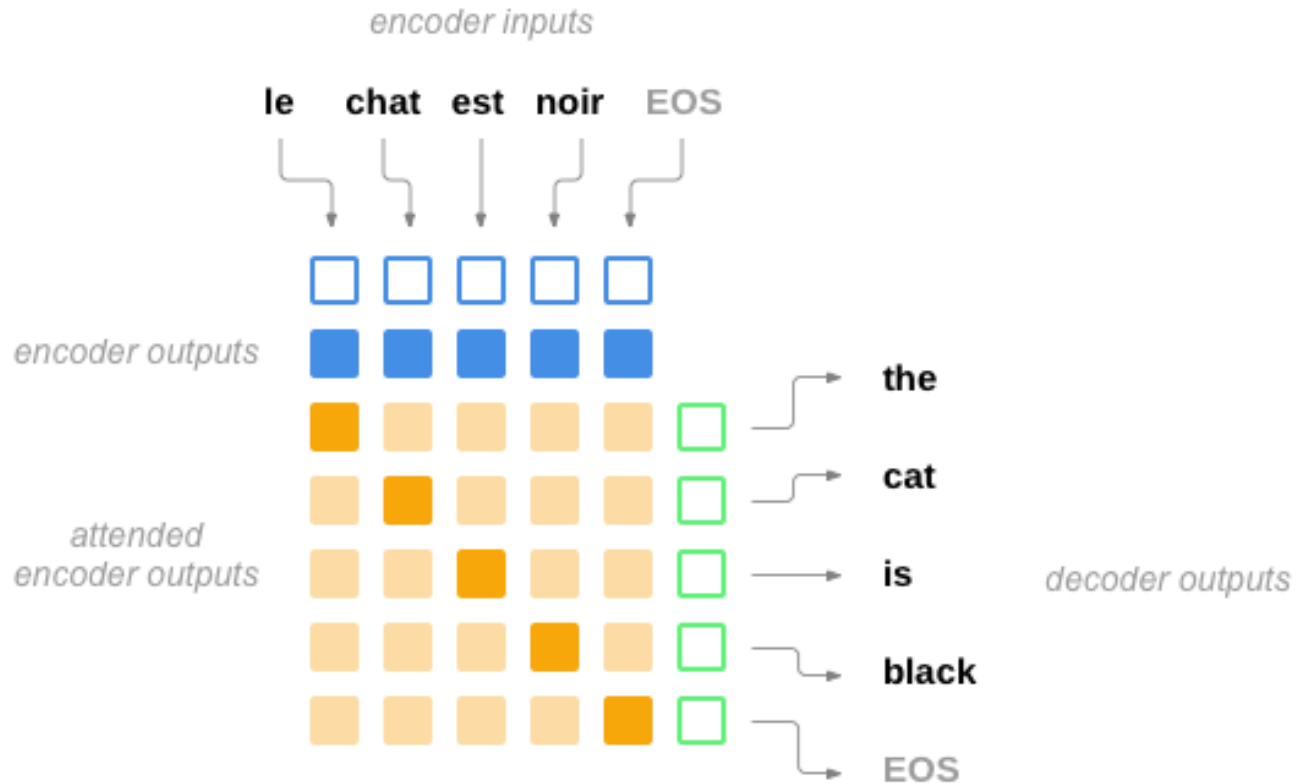 encoder inputs
le chat est noir EOS
encoder outputs
the
cat
attended
encoder outputs
is
decoder outputs
black
EOS